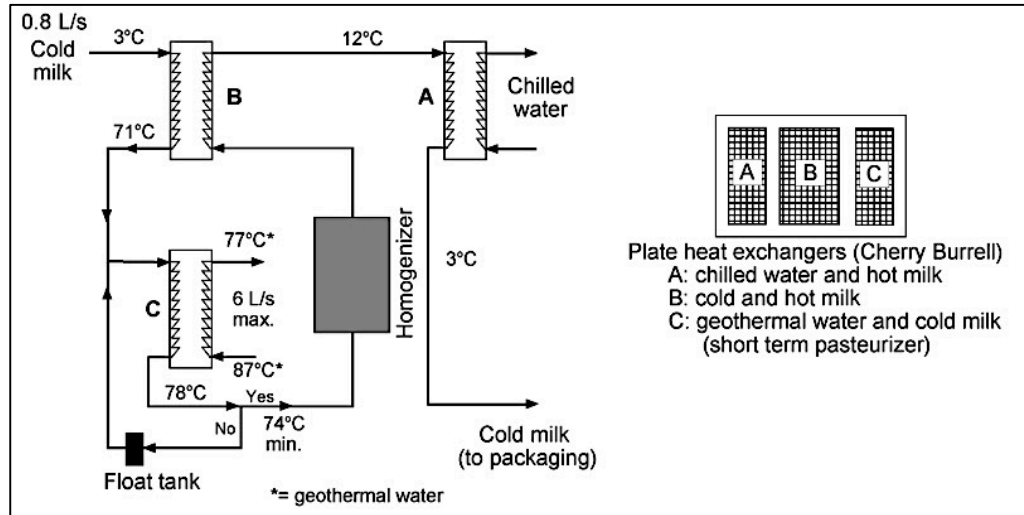 0.8 L/s
Cold
milk
3°C
12°C
B
A
Chilled
water
71°C
77°C*
C
6 L/s
max.
87°C*
Homogenizer
3°C
78°C
Yes
No
74°C
min.
Float tank
*= geothermal water
Cold milk
(to packaging)
A
B
C
Plate heat exchangers (Cherry Burrell)
A: chilled water and hot milk
B: cold and hot milk
C: geothermal water and cold milk
(short term pasteurizer)